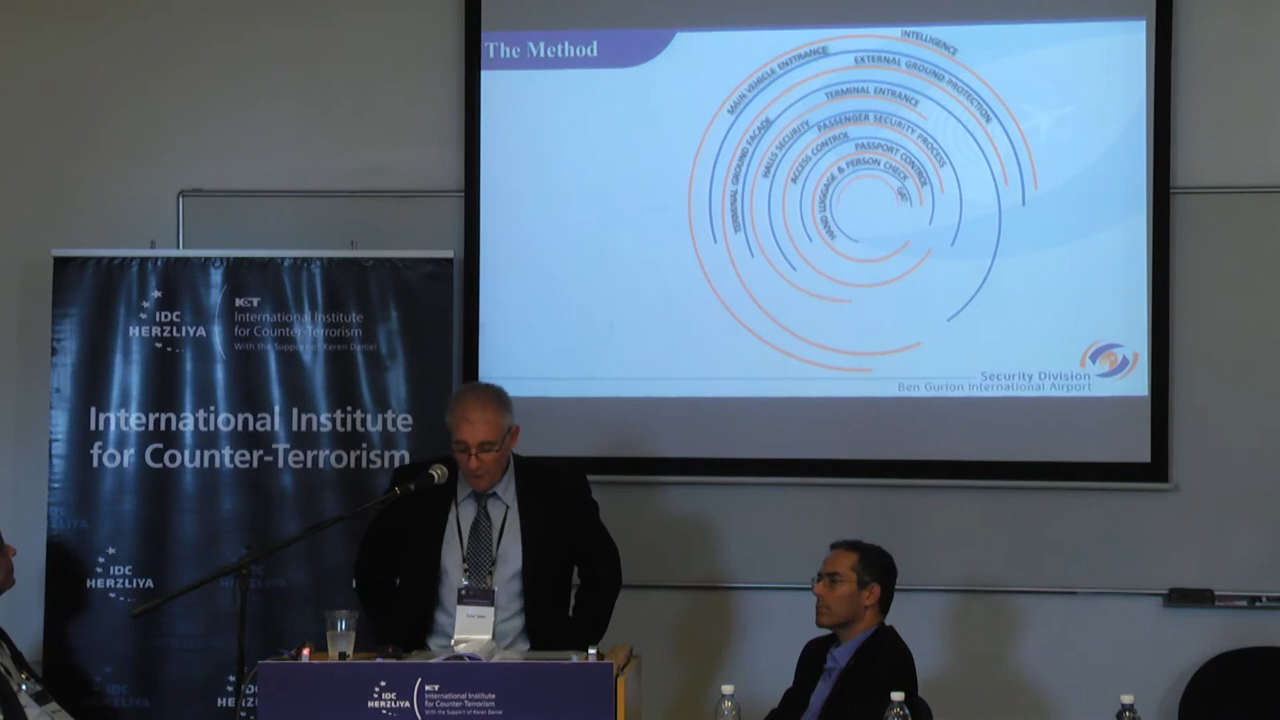 The Method
INTELLIGENCE
MAIN VEHICLE ENTTRANCE
EXTERNAL GROUND PROTECTION
TERMINAL ENTRANCE
TERMINAL GROUND FACADE
HALLS SECURITY
PASSENGER SECURITY PROCESS
ACCESS CONTROL
PASSPORT CONTROL
HAND LUGGAGE & PERSON CHECK
Security Division
Ben Gurion International Airport
IDC
HERZLIYA
ICT
International Institute
for Counter-Terrorism
With the Support of Keren Daniel
International Institute
for Counter-Terrorism
IDC
HERZLIYA
IDC
HERZLIYA
ICT
International Institute
for Counter-Terrorism
With the Support of Keren Daniel